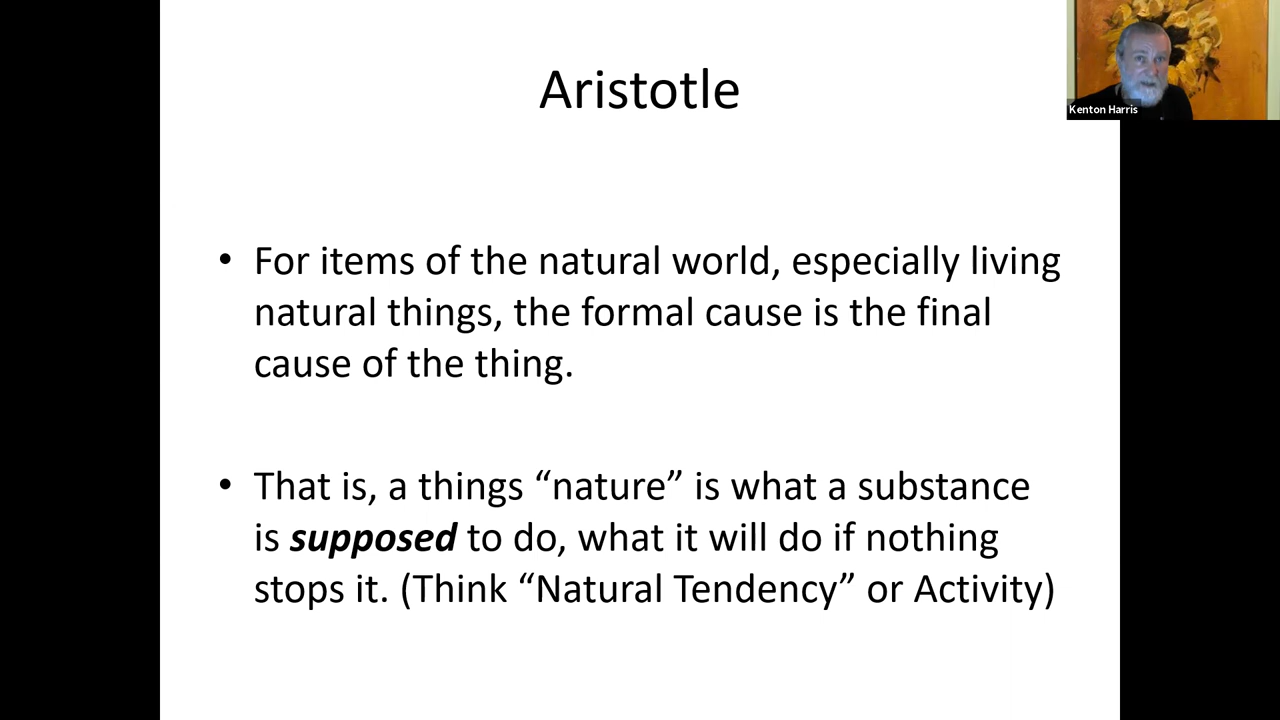 Aristotle
Kenton Harris
• For items of the natural world, especially living
natural things, the formal cause is the final
cause of the thing.
• That is, a things “nature” is what a substance
is supposed to do, what it will do if nothing
stops it. (Think “Natural Tendency” or Activity)